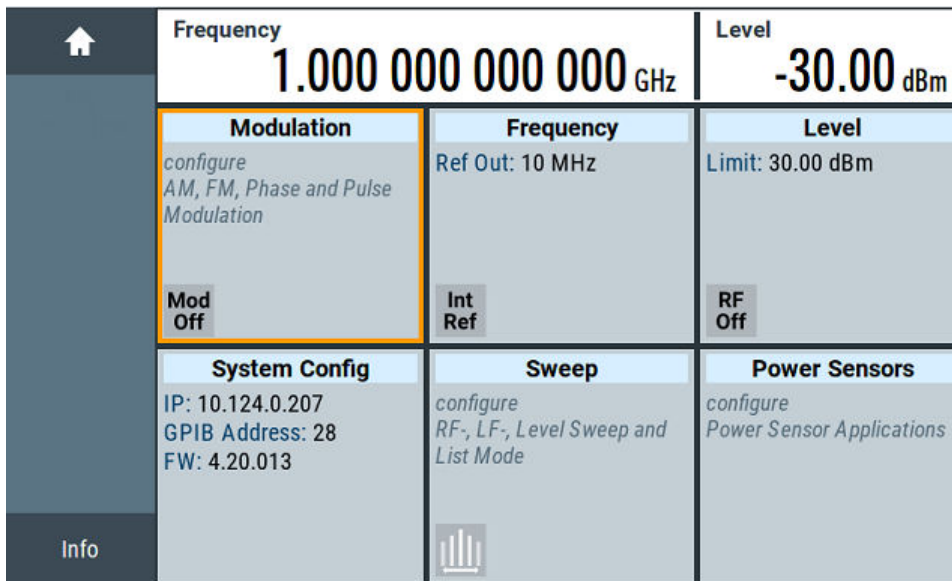 Frequency
1.000 000 000 000 GHz
Level
-30.00 dBm
Modulation
configure
AM, FM, Phase and Pulse
Modulation
Mod
Off
Frequency
Ref Out: 10 MHz
Int
Ref
Level
Limit: 30.00 dBm
RF
Off
System Config
IP: 10.124.0.207
GPIB Address: 28
FW: 4.20.013
Sweep
configure
RF-, LF-, Level Sweep and
List Mode
Power Sensors
configure
Power Sensor Applications
Info